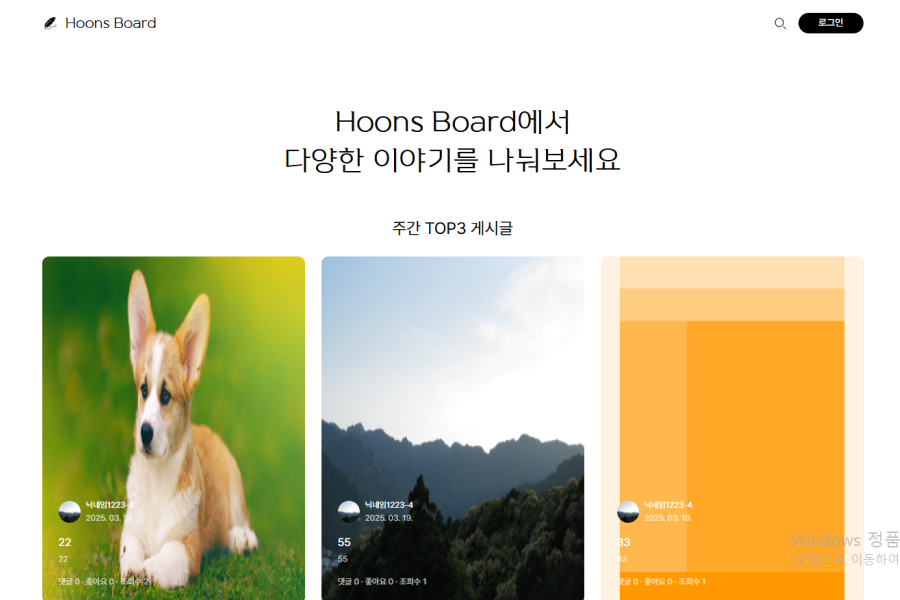 Hoons Board
로그인
Hoons Board에서
다양한 이야기를 나눠보세요
주간 TOP3 게시글
닉네임1223-4
2025. 03. 19.
22
22
댓글 0 · 좋아요 0 · 조회수 2
닉네임1223-4
2025. 03. 19.
55
55
댓글 0 · 좋아요 0 · 조회수 1
닉네임1223-4
2025. 03. 19.
33
33
댓글 0 · 좋아요 0 · 조회수 1
Windows 정품
[설정]으로 이동하여